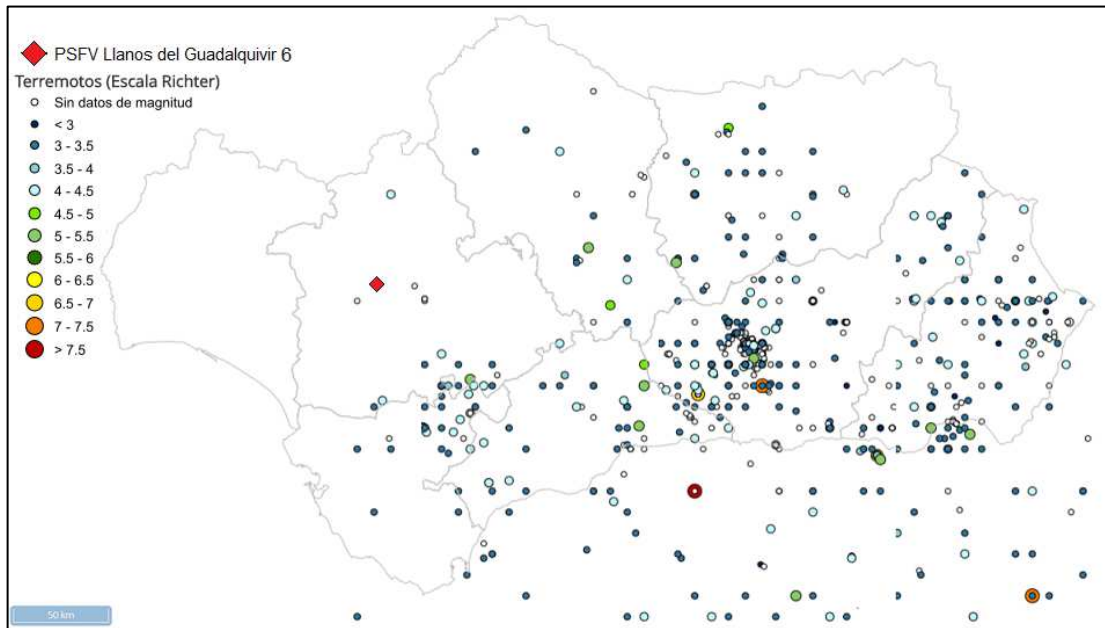 PSFV Llanos del Guadalquivir 6
Terremotos (Escala Richter)
Sin datos de magnitud
< 3
3 - 3.5
3.5 - 4
4 - 4.5
4.5 - 5
5 - 5.5
5.5 - 6
6 - 6.5
6.5 - 7
7 - 7.5
> 7.5
50 km